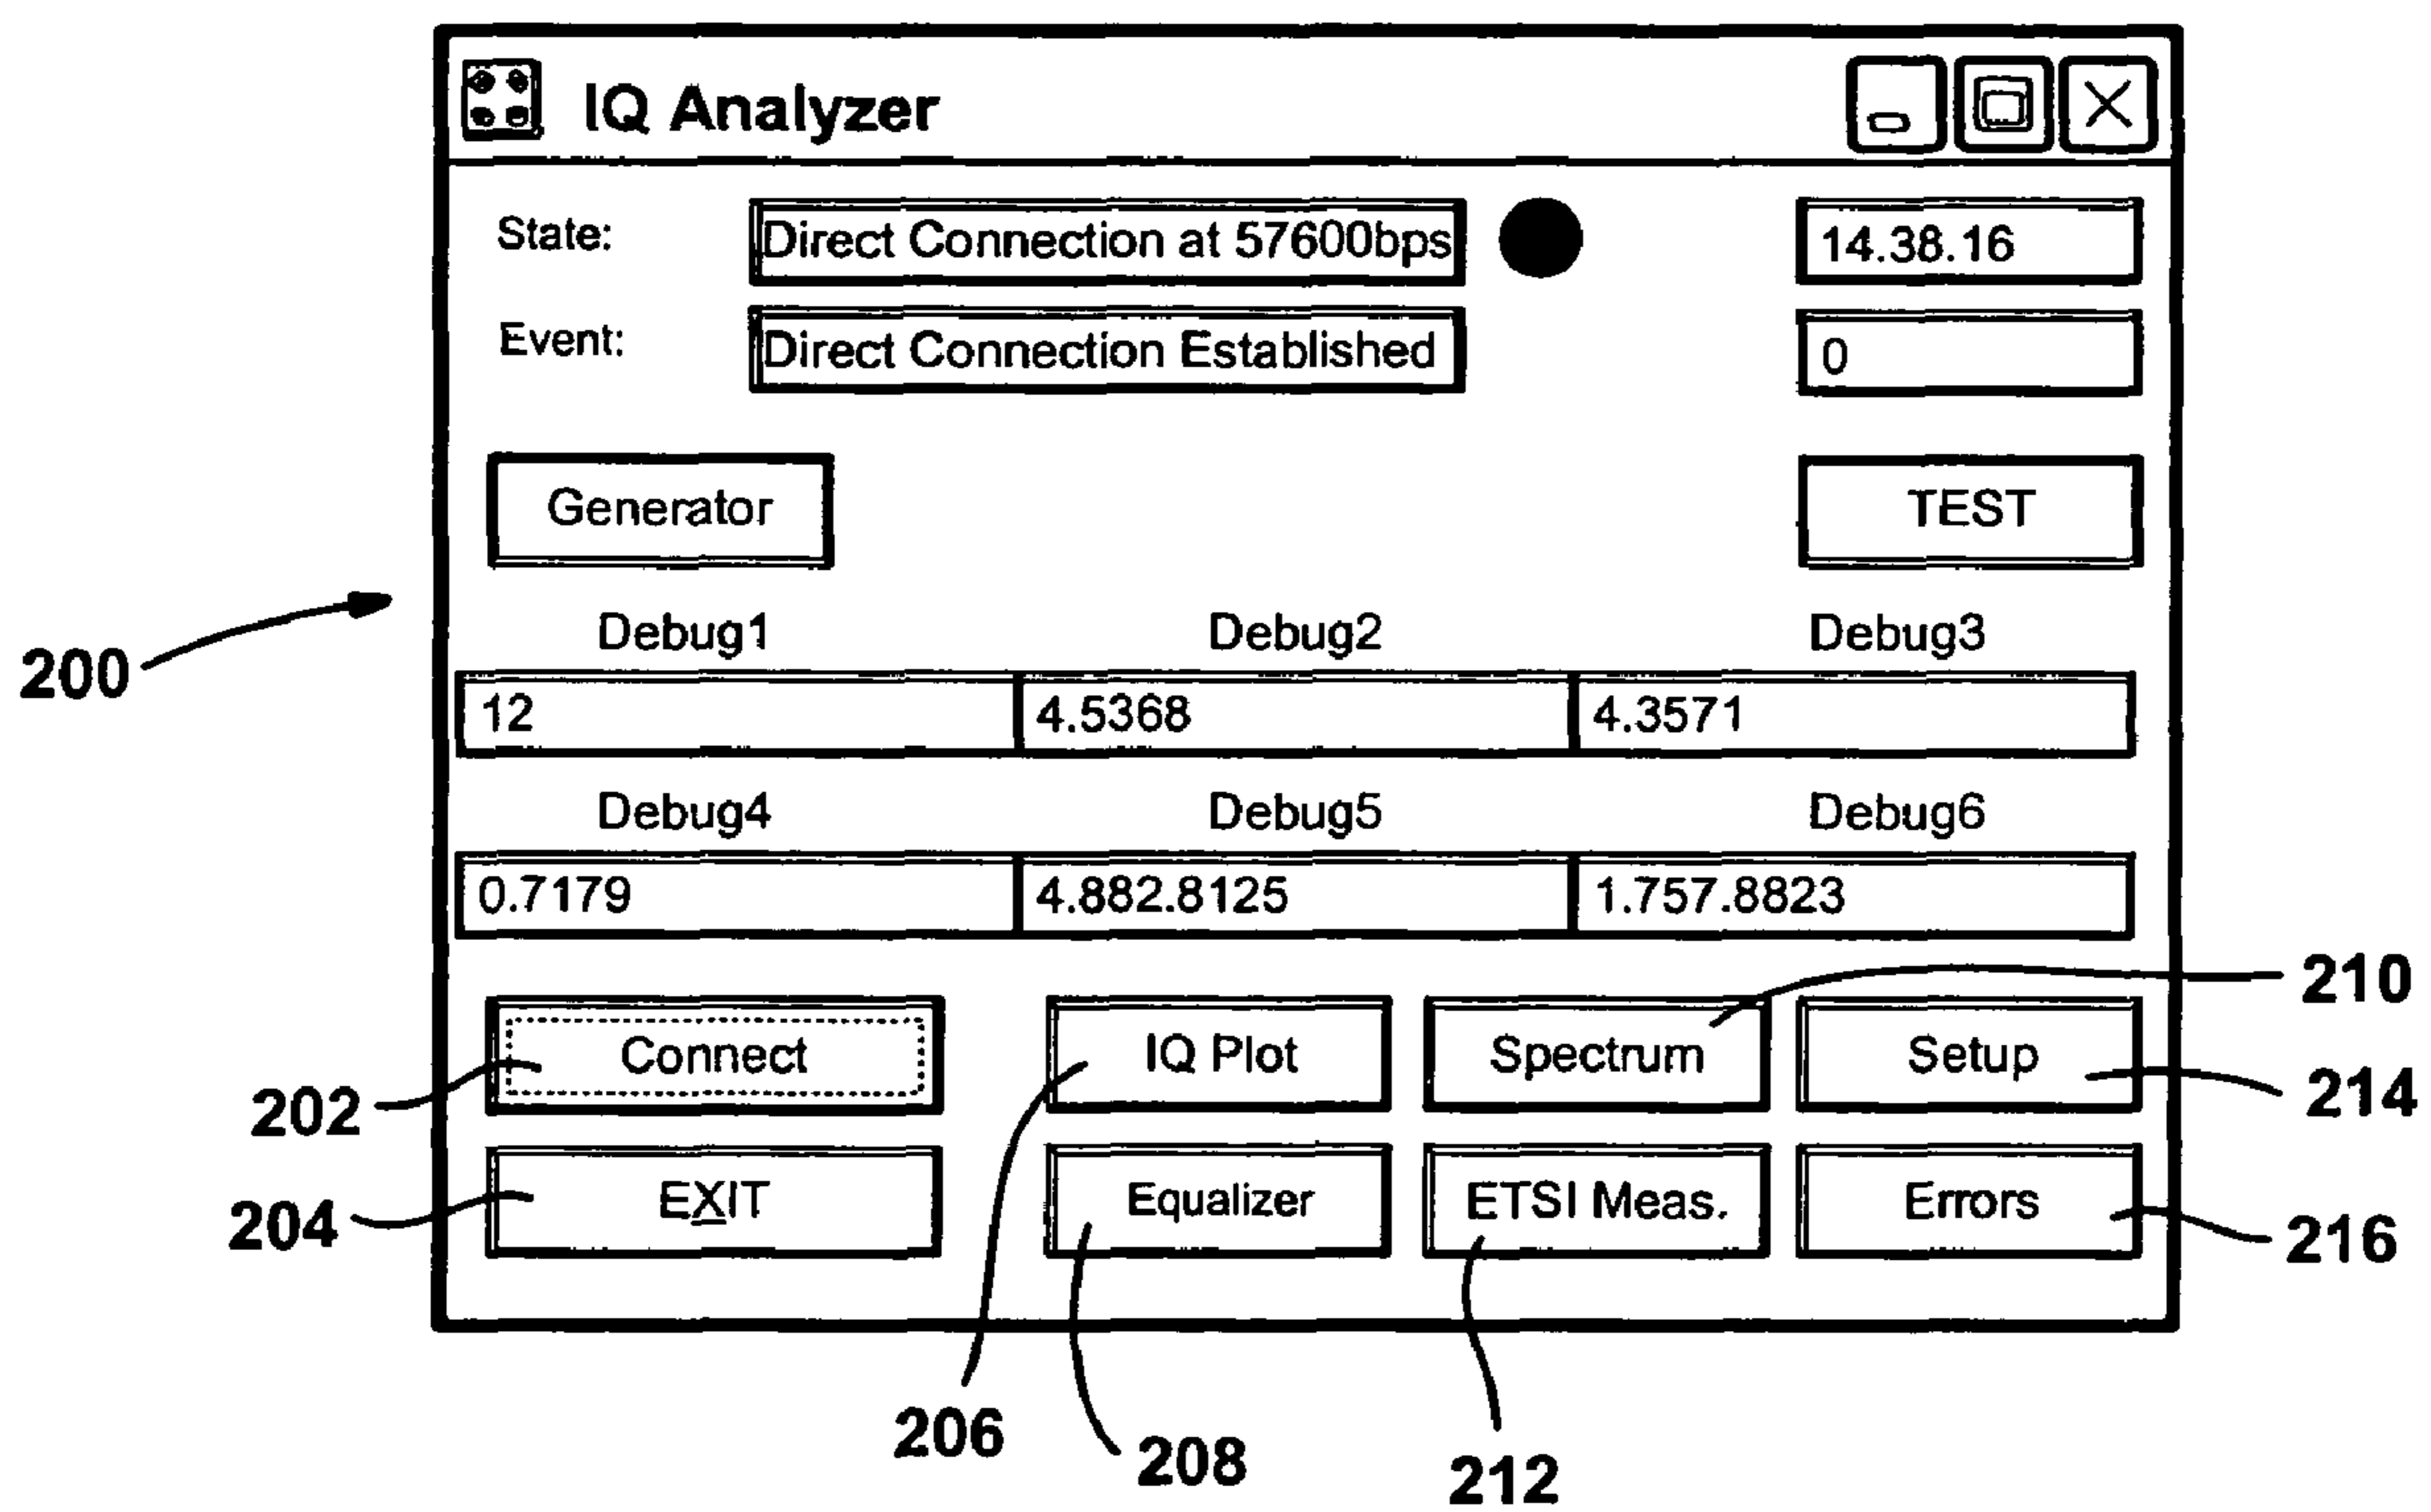 IQ Analyzer
State: Direct Connection at 57600bps 14.38.16
Event: Direct Connection Established 0
Generator TEST
200
Debug1 Debug2 Debug3
12 4.5368 4.3571
Debug4 Debug5 Debug6
0.7179 4.882.8125 1.757.8823
210
Connect IQ Plot Spectrum Setup
202 214
EXIT Equalizer ETSI Meas. Errors
204 216
206 208 212